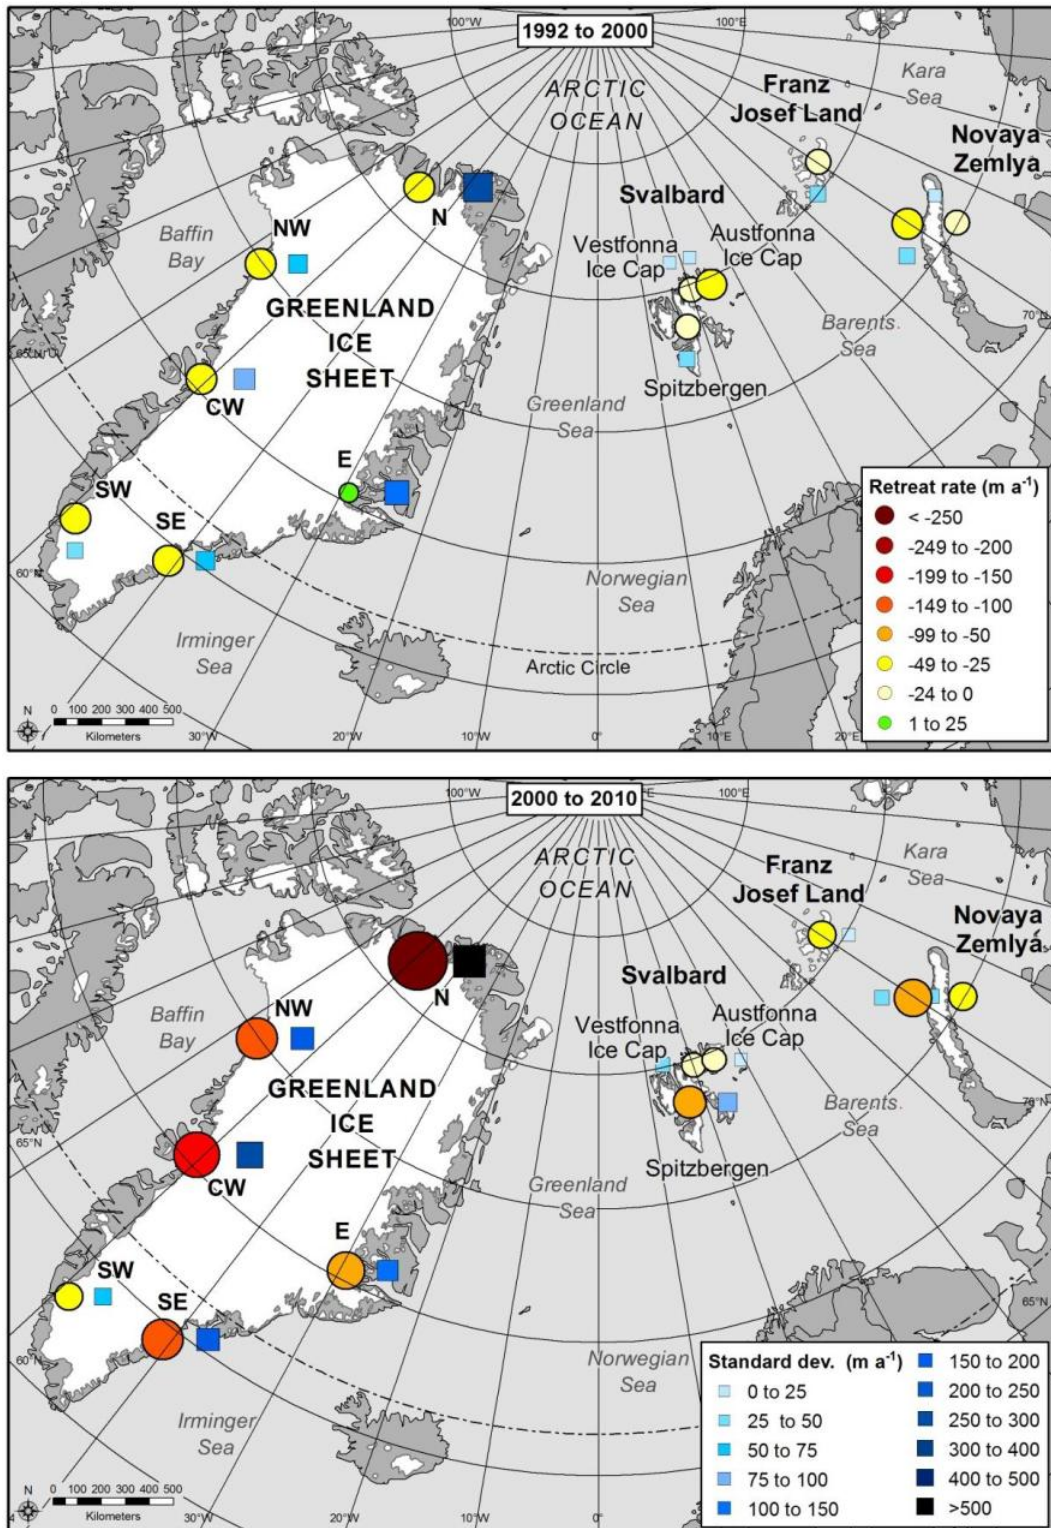 100°W
1992 to 2000
100°E
ARCTIC
OCEAN
Franz
Josef Land
Kara
Sea
Novaya
Zemlya
Svalbard
N
NW
Baffin
Bay
Vestfonna
Ice Cap
Austfonna
Ice Cap
GREENLAND
ICE
SHEET
70°N
Barents
Sea
65°N
CW
Spitzbergen
Greenland
Sea
E
SW
SE
60°N
Norwegian
Sea
Irminger
Sea
Arctic Circle
N
0 100 200 300 400 500
Kilometers
30°W
20°W
10°W
0°
10°E
20°E
Retreat rate (m a-1)
< -250
-249 to -200
-199 to -150
-149 to -100
-99 to -50
-49 to -25
-24 to 0
1 to 25
100°W
2000 to 2010
100°E
ARCTIC
OCEAN
Franz
Josef Land
Kara
Sea
Novaya
Zemlya
Svalbard
N
NW
Baffin
Bay
Vestfonna
Ice Cap
Austfonna
Ice Cap
GREENLAND
ICE
SHEET
70°N
Barents
Sea
65°N
CW
Spitzbergen
Greenland
Sea
E
SW
SE
65°N
60°N
Norwegian
Sea
Irminger
Sea
N
0 100 200 300 400 500
Kilometers
30°W
20°W
10°W
0°
Standard dev. (m a-1)
0 to 25
25 to 50
50 to 75
75 to 100
100 to 150
150 to 200
200 to 250
250 to 300
300 to 400
400 to 500
>500